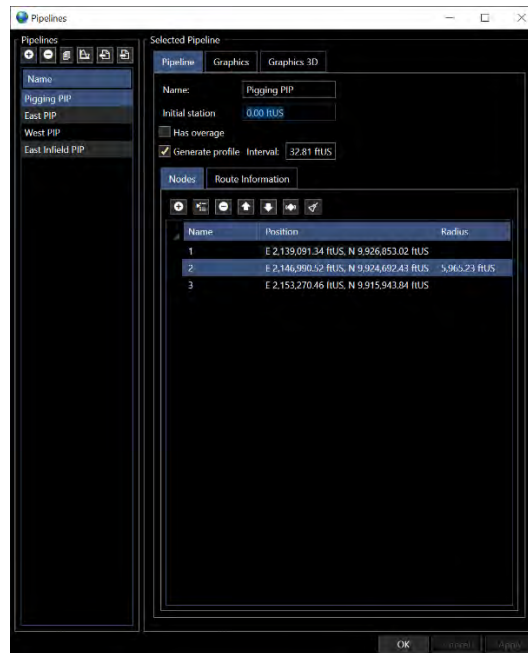 Pipelines
Pipelines
Name
Pigging PIP
East PIP
West PIP
East Infield PIP
Selected Pipeline
Pipeline Graphics Graphics 3D
Name: Pigging PIP
Initial station 0.00 ftUS
Has overage
Generate profile Interval: 32.81 ftUS
Nodes Route Information
Name Position Radius
1 E 2,139,091.34 ftUS, N 9,926,853.02 ftUS
2 E 2,146,990.52 ftUS, N 9,924,692.43 ftUS 5,965.23 ftUS
3 E 2,153,270.46 ftUS, N 9,915,943.84 ftUS
OK Cancel Apply